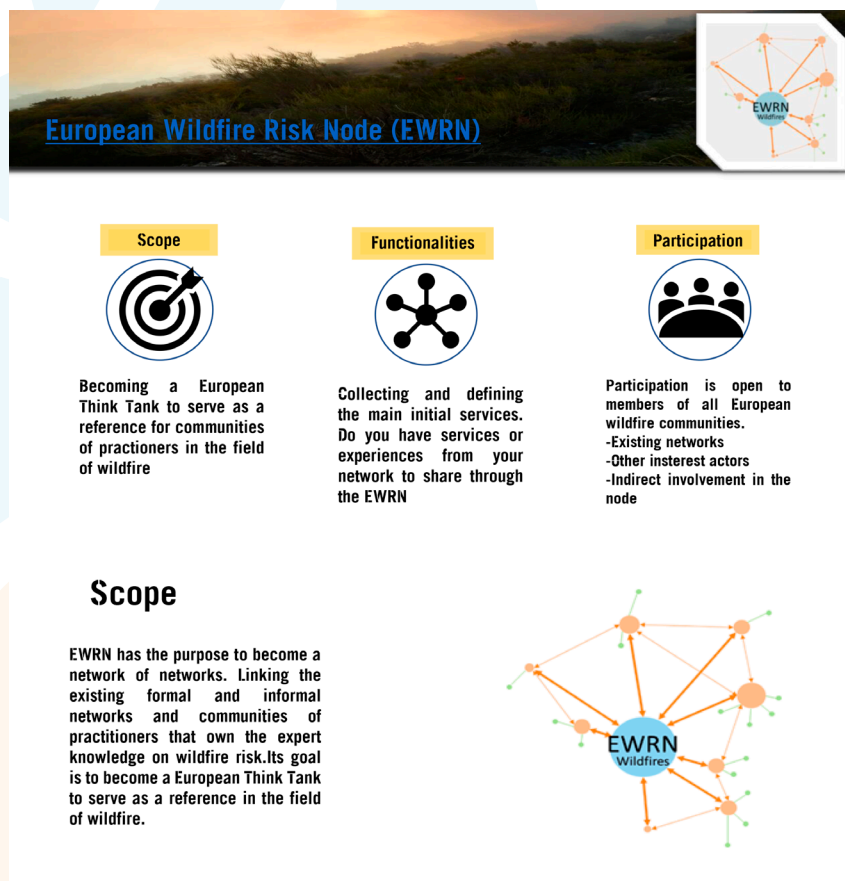 European Wildfire Risk Node (EWRN)
EWRN
Wildfires
Scope
Becoming a European
Think Tank to serve as a
reference for communities
of practioners in the field
of wildfire
Functionalities
Collecting and defining
the main initial services.
Do you have services or
experiences from your
network to share through
the EWRN
Participation
Participation is open to
members of all European
wildfire communities.
-Existing networks
-Other insterest actors
-Indirect involvement in the
node
Scope
EWRN has the purpose to become a
network of networks. Linking the
existing formal and informal
networks and communities of
practitioners that own the expert
knowledge on wildfire risk.Its goal
is to become a European Think Tank
to serve as a reference in the field
of wildfire.
EWRN
Wildfires